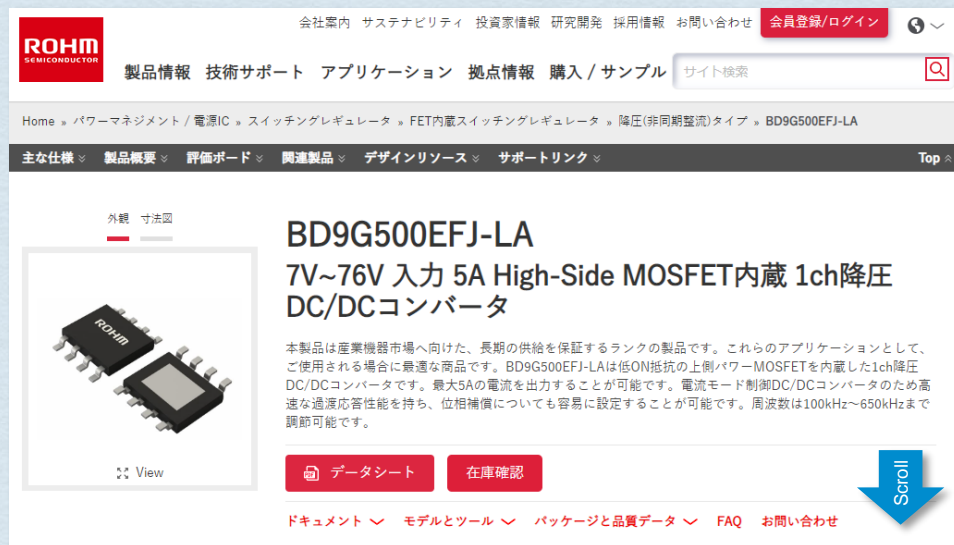 会社案内 サステナビリティ 投資家情報 研究開発 採用情報 お問い合わせ 会員登録/ログイン
ROHM
SEMICONDUCTOR
製品情報 技術サポート アプリケーション 拠点情報 購入 / サンプル サイト検索
Home » パワーマネジメント / 電源IC » スイッチングレギュレータ » FET内蔵スイッチングレギュレータ » 降圧(非同期整流)タイプ » BD9G500EFJ-LA
主な仕様 製品概要 評価ボード 関連製品 デザインリソース サポートリンク Top
外観 寸法図
BD9G500EFJ-LA
7V~76V 入力 5A High-Side MOSFET内蔵 1ch降圧
DC/DCコンバータ
ROHM
本製品は産業機器市場へ向けた、長期の供給を保証するランクの製品です。これらのアプリケーションとして、
ご使用される場合に最適な商品です。BD9G500EFJ-LAは低ON抵抗の上側パワーMOSFETを内蔵した1ch降圧
DC/DCコンバータです。最大5Aの電流を出力することが可能です。電流モード制御DC/DCコンバータのため高
速な過渡応答性能を持ち、位相補償についても容易に設定することが可能です。周波数は100kHz～650kHzまで
調節可能です。
View
データシート 在庫確認
Scroll
ドキュメント モデルとツール パッケージと品質データ FAQ お問い合わせ